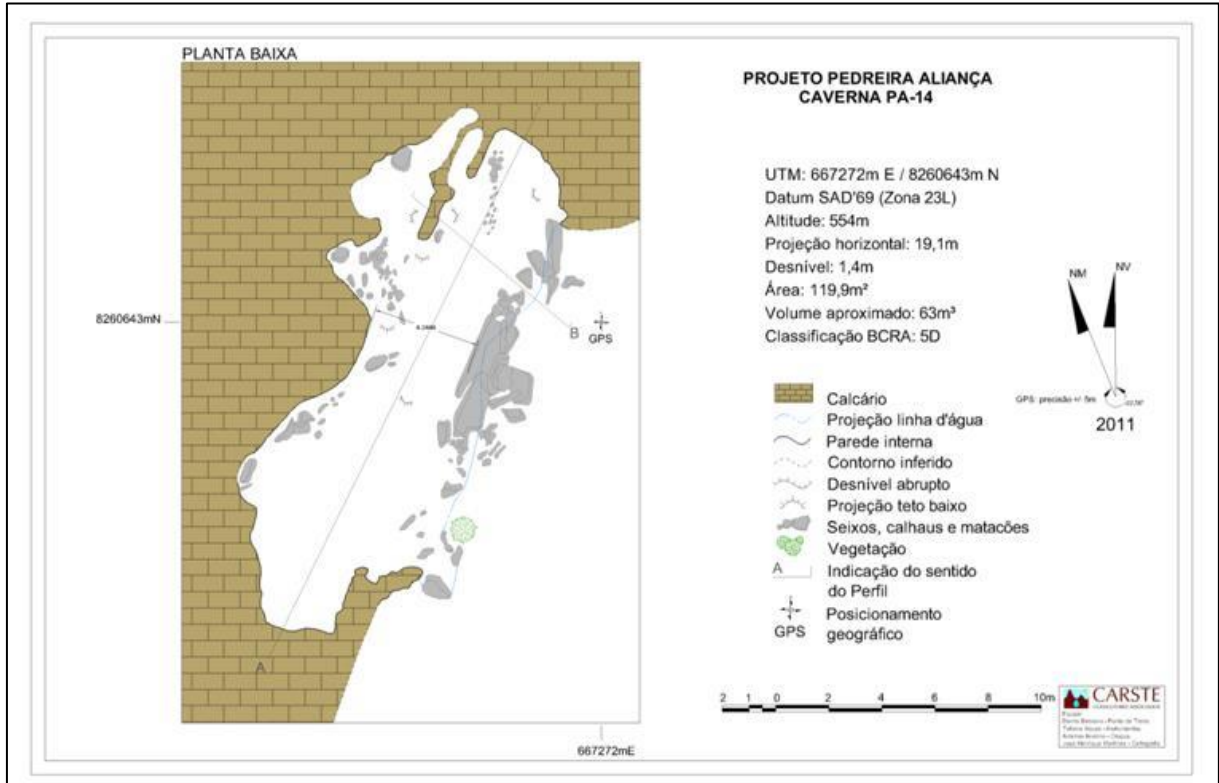 PLANTA BAIXA
8260643mN
A
B
GPS
667272mE
PROJETO PEDREIRA ALIANÇA
CAVERNA PA-14
UTM: 667272m E / 8260643m N
Datum SAD'69 (Zona 23L)
Altitude: 554m
Projeção horizontal: 19,1m
Desnível: 1,4m
Área: 119,9m²
Volume aproximado: 63m³
Classificação BCRA: 5D
NM
NV
GPS: precisão +/-
2011
Calcário
Projeção linha d'água
Parede interna
Contorno inferido
Desnível abrupto
Projeção teto baixo
Seixos, calhaus e matacões
Vegetação
A
Indicação do sentido
do Perfil
GPS
Posicionamento
geográfico
2 1 0 2 4 6 8 10m
CARSTE